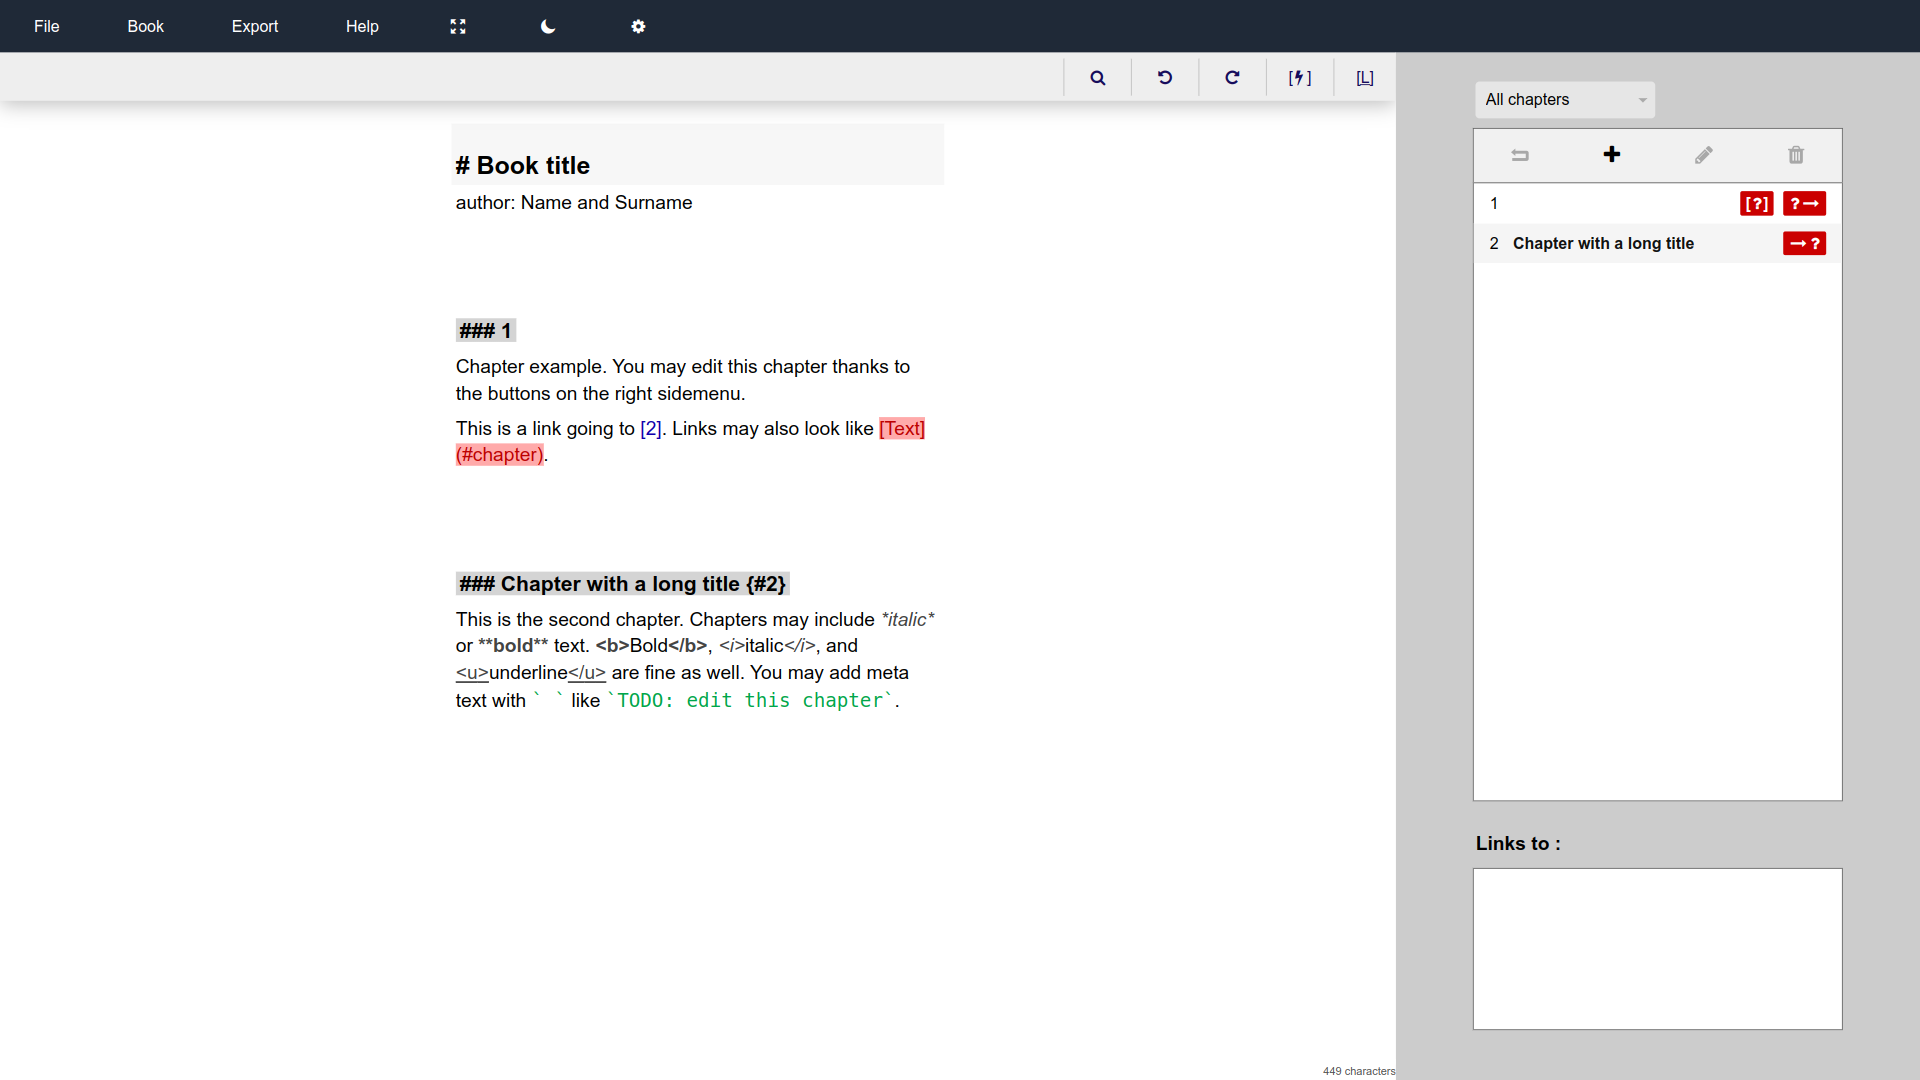 File Book Export Help
[L]
All chapters
# Book title
author: Name and Surname
1 [?] ?→
2 Chapter with a long title →?
### 1
Chapter example. You may edit this chapter thanks to
the buttons on the right sidemenu.
This is a link going to [2]. Links may also look like [Text]
(#chapter).
### Chapter with a long title {#2}
This is the second chapter. Chapters may include *italic*
or **bold** text. <b>Bold</b>, <i>italic</i>, and
<u>underline</u> are fine as well. You may add meta
text with ` ` like `TODO: edit this chapter`.
Links to :
449 characters